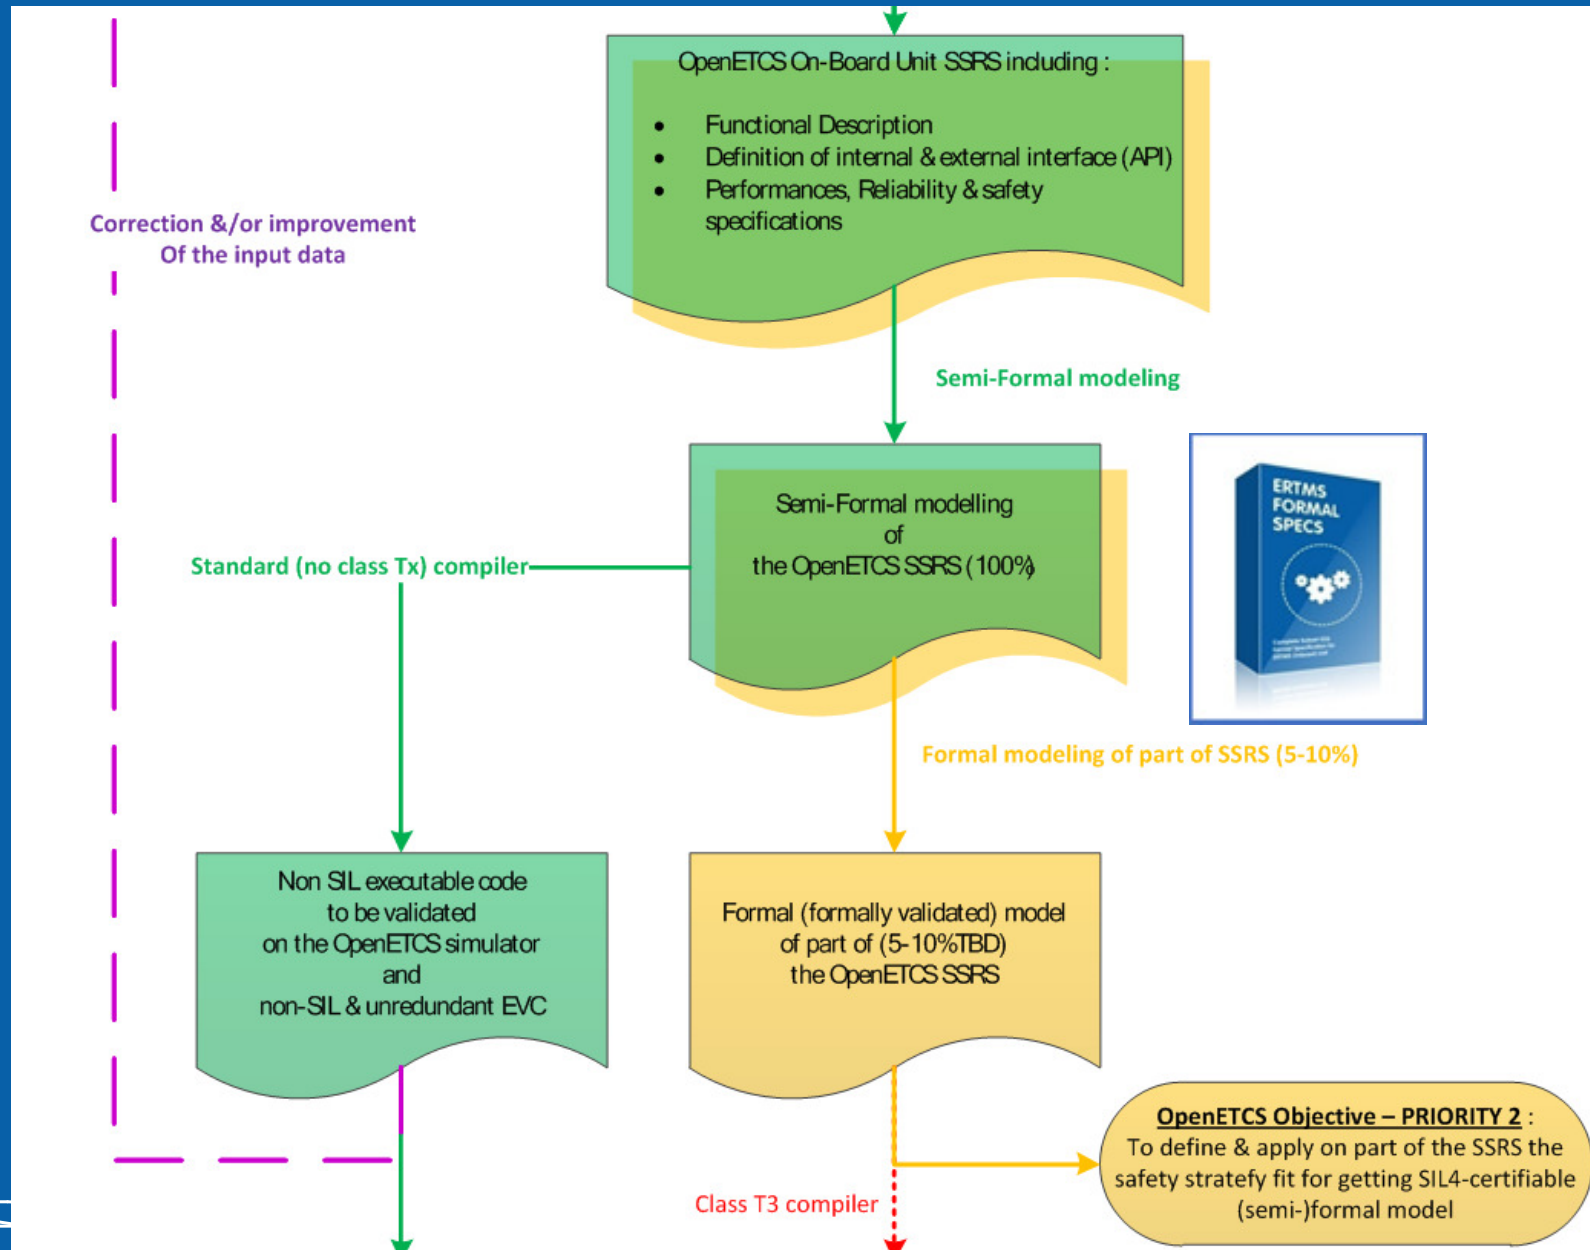 OpenETCS On-Board Unit SSRS including :
• Functional Description
• Definition of internal & external interface (API)
• Performances, Reliability & safety
specifications
Correction &/or improvement
Of the input data
Semi-Formal modeling
Semi-Formal modelling
of
the OpenETCS SSRS (100%)
ERTMS
FORMAL
SPECS
Standard (no class Tx) compiler
Formal modeling of part of SSRS (5-10%)
Non SIL executable code
to be validated
on the OpenETCS simulator
and
non-SIL & unredundant EVC
Formal (formally validated) model
of part of (5-10%TBD)
the OpenETCS SSRS
OpenETCS Objective – PRIORITY 2 :
To define & apply on part of the SSRS the
safety stratefy fit for getting SIL4-certifiable
(semi-)formal model
Class T3 compiler